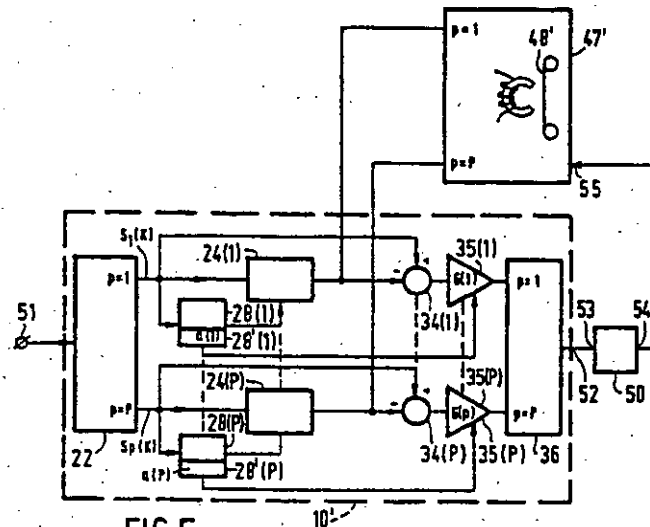 p=1
48'
47'
p=P
55
S₁(K)
24(1)
35(1)
p=1
G(1)
p=1
51
28(1)
34(1)
53
54
a(1)
28'(1)
24(P)
35(P)
p=P
52
50
28(P)
G(p)
p=P
22
Sp(K)
34(P)
36
a(P)
28'(P)
35(P)
10'